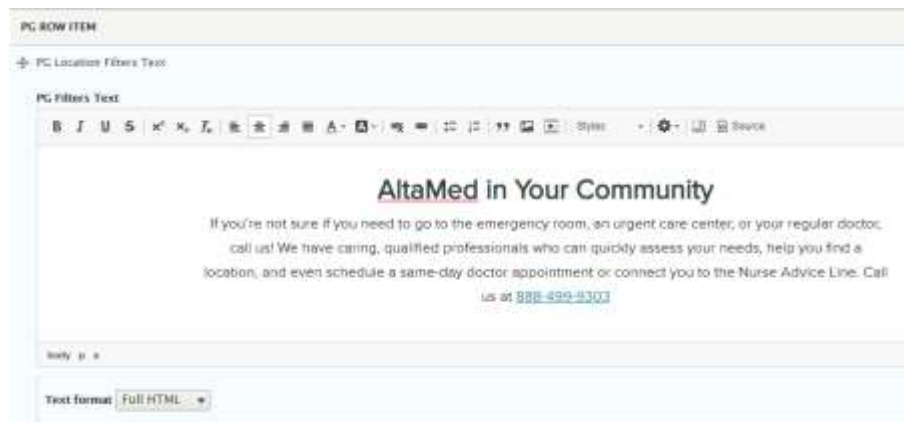 PG ROW ITEM
PG Location Filters Text
PG Filters Text
B I U S x² x₂ Tx A A Styles Source
AltaMed in Your Community
If you're not sure if you need to go to the emergency room, an urgent care center, or your regular doctor,
call us! We have caring, qualified professionals who can quickly assess your needs, help you find a
location, and even schedule a same-day doctor appointment or connect you to the Nurse Advice Line. Call
us at 888-499-9303
body p a
Text format Full HTML